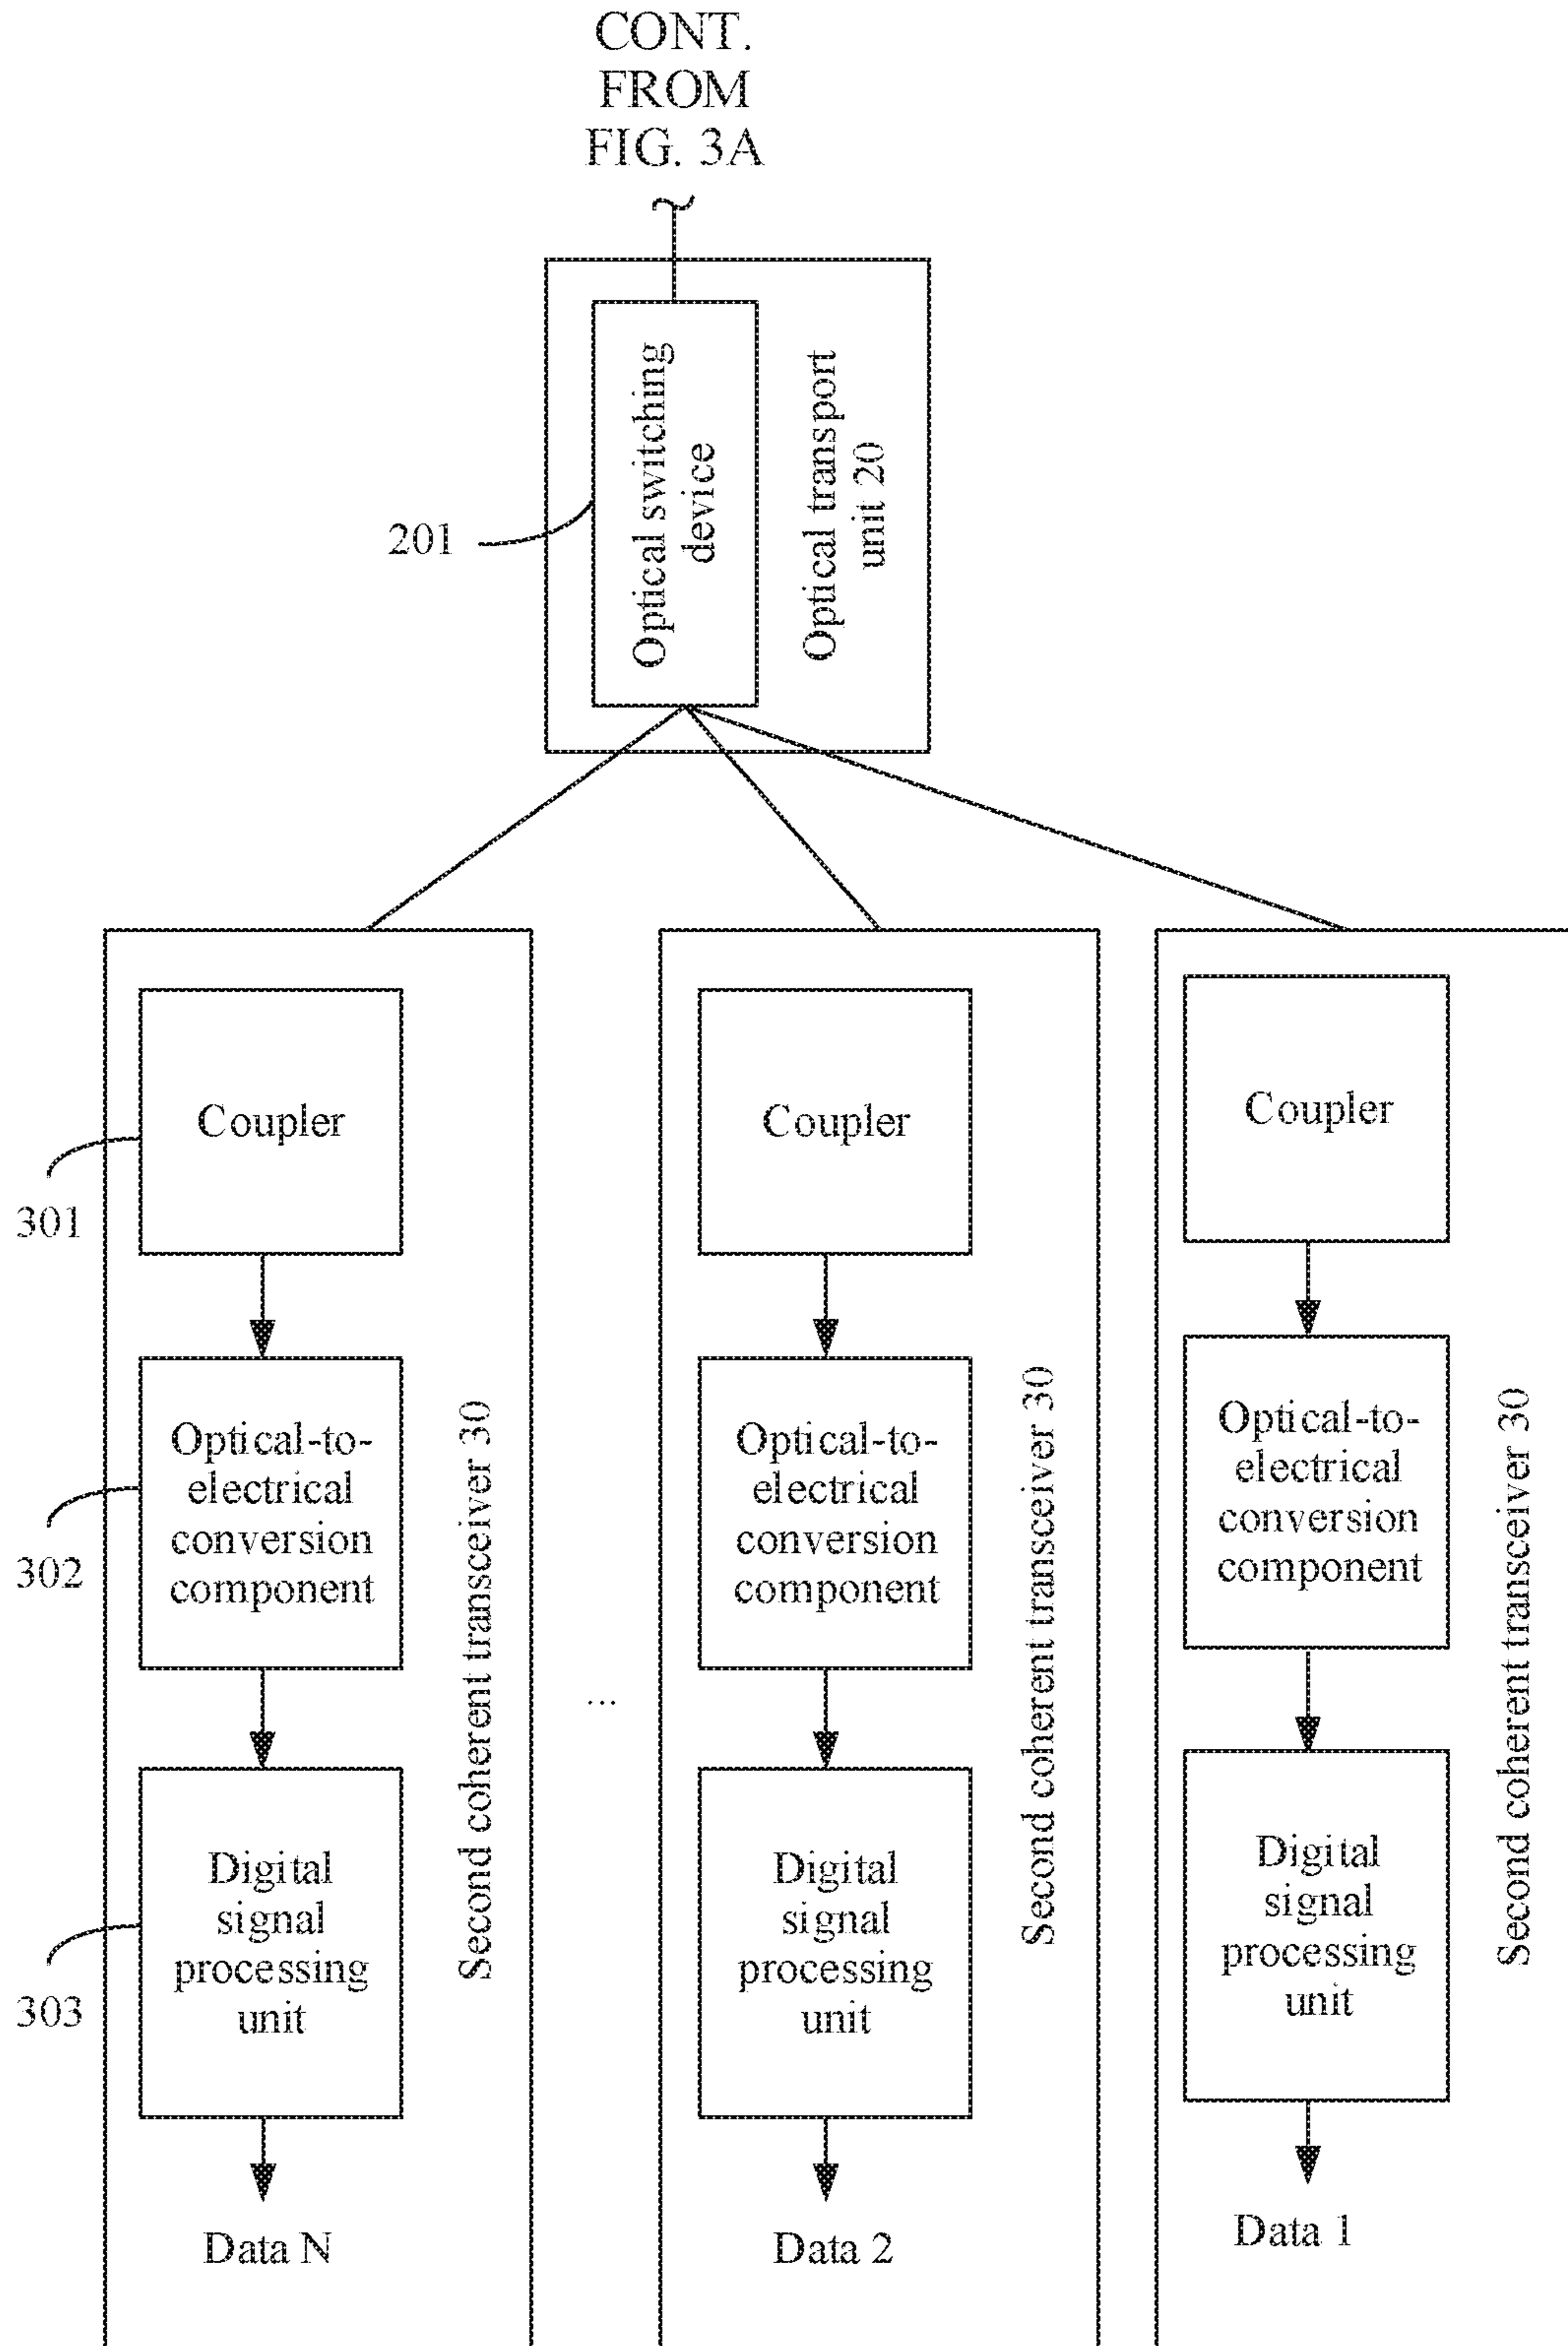 CONT.
FROM
FIG. 3A
Optical switching
device
Optical transport
unit 20
201
Coupler
301
Optical-to-
electrical
conversion
component
302
Digital
signal
processing
unit
303
Second coherent transceiver 30
Data N
...
Coupler
Optical-to-
electrical
conversion
component
Digital
signal
processing
unit
Second coherent transceiver 30
Data 2
Coupler
Optical-to-
electrical
conversion
component
Digital
signal
processing
unit
Second coherent transceiver 30
Data 1